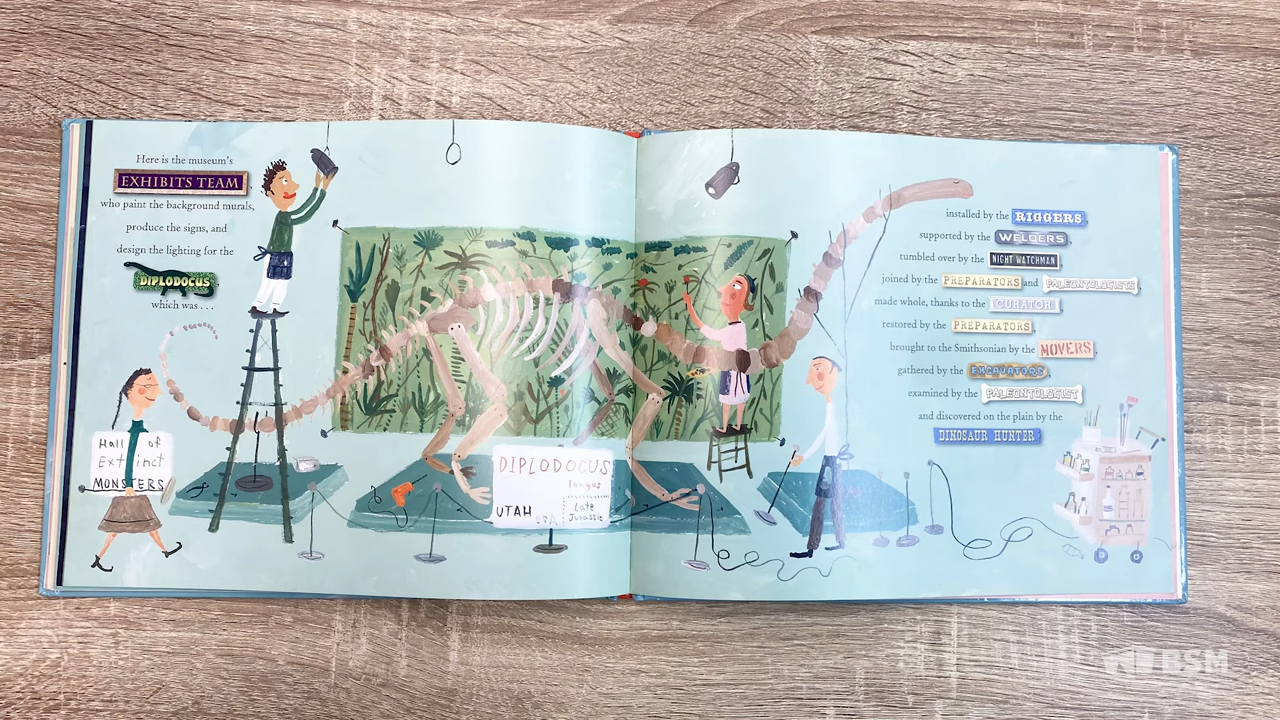 Here is the museum's
EXHIBITS TEAM,
who paint the background murals,
produce the signs, and
design the lighting for the
DIPLODOCUS
which was . . .
Hall of
Extinct
MONSTERS
DIPLODOCUS
longus
UTAH USA
Late
Jurassic
installed by the RIGGERS,
supported by the WELDERS,
tumbled over by the NIGHT WATCHMAN
joined by the PREPARATORS and PALEONTOLOGISTS
made whole, thanks to the CURATOR,
restored by the PREPARATORS,
brought to the Smithsonian by the MOVERS,
gathered by the EXCAVATORS
examined by the PALEONTOLOGIST
and discovered on the plain by the
DINOSAUR HUNTER
BSM